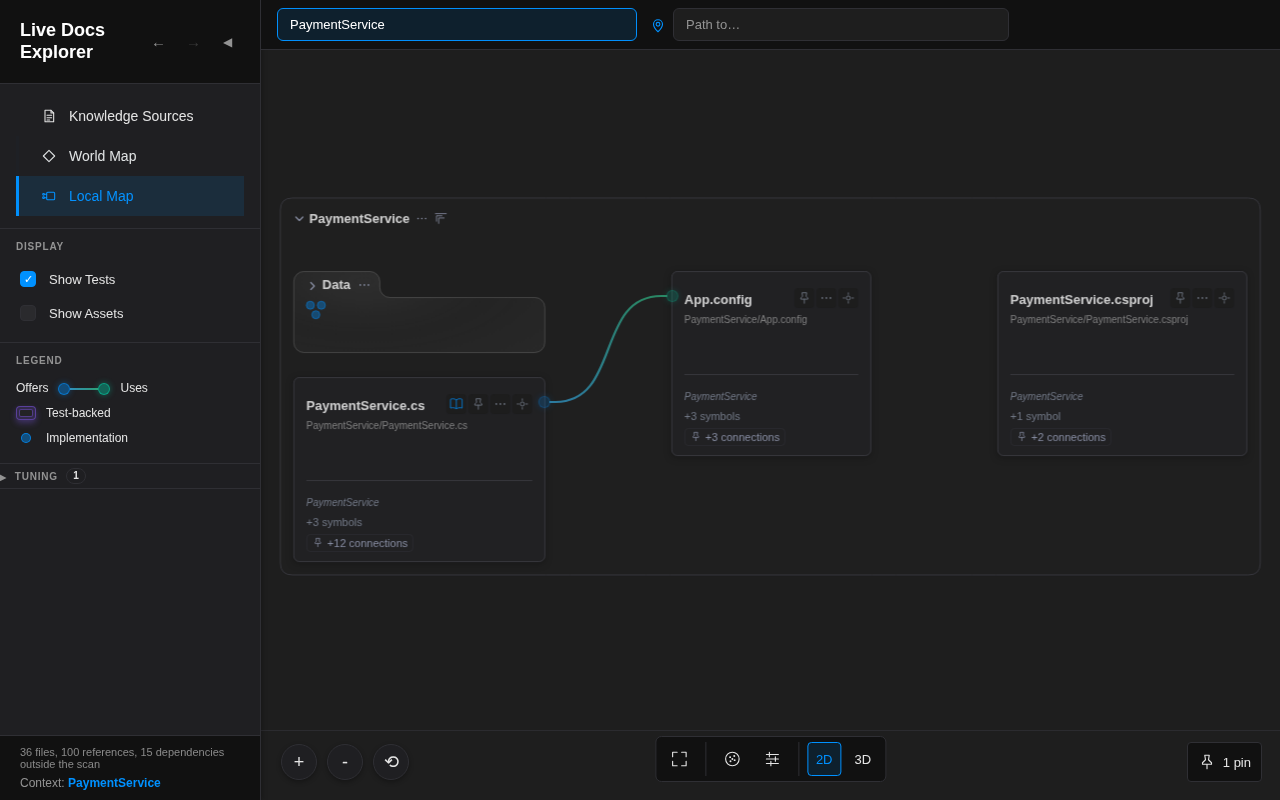 Live Docs
Explorer
Knowledge Sources
World Map
Local Map
DISPLAY
Show Tests
Show Assets
LEGEND
Offers
Uses
Test-backed
Implementation
TUNING
1
36 files, 100 references, 15 dependencies
outside the scan
Context: PaymentService
PaymentService
Path to…
PaymentService
Data
PaymentService.cs
PaymentService/PaymentService.cs
PaymentService
+3 symbols
+12 connections
App.config
PaymentService/App.config
PaymentService
+3 symbols
+3 connections
PaymentService.csproj
PaymentService/PaymentService.csproj
PaymentService
+1 symbol
+2 connections
2D
3D
1 pin